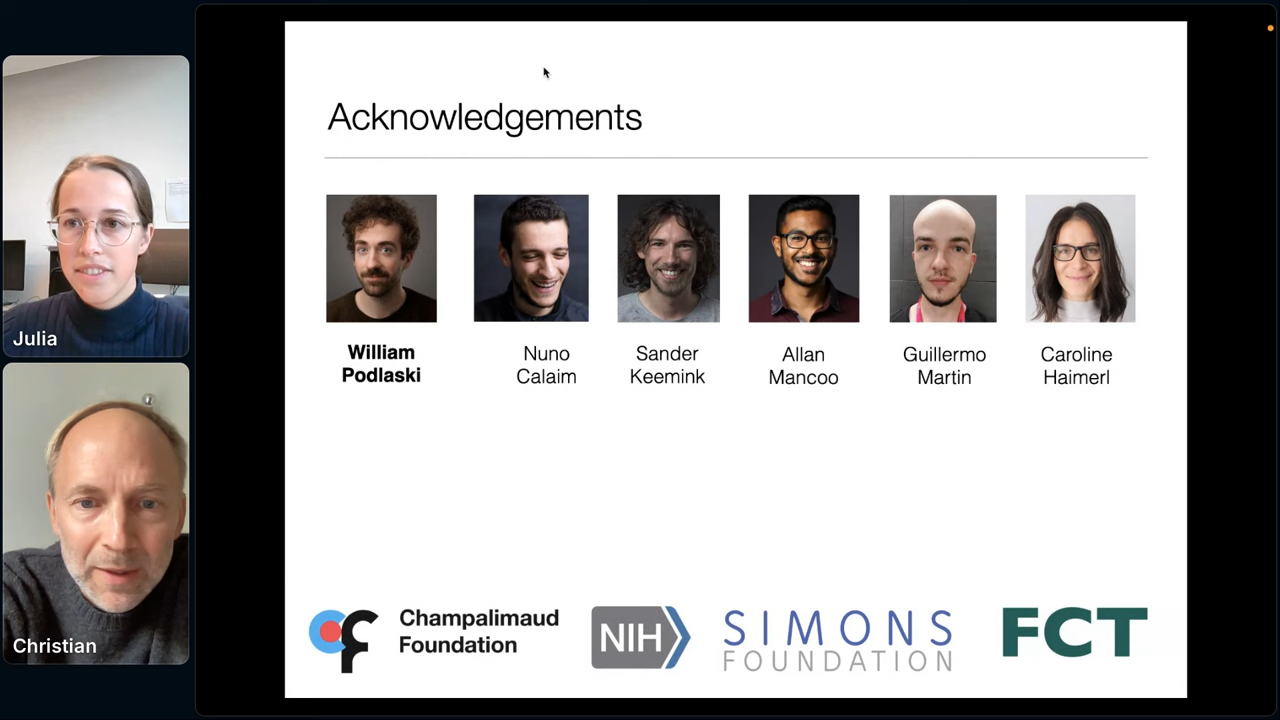 Acknowledgements
William
Podlaski
Nuno
Calaim
Sander
Keemink
Allan
Mancoo
Guillermo
Martin
Caroline
Haimerl
Julia
Christian
Champalimaud
Foundation
NIH
SIMONS
FOUNDATION
FCT